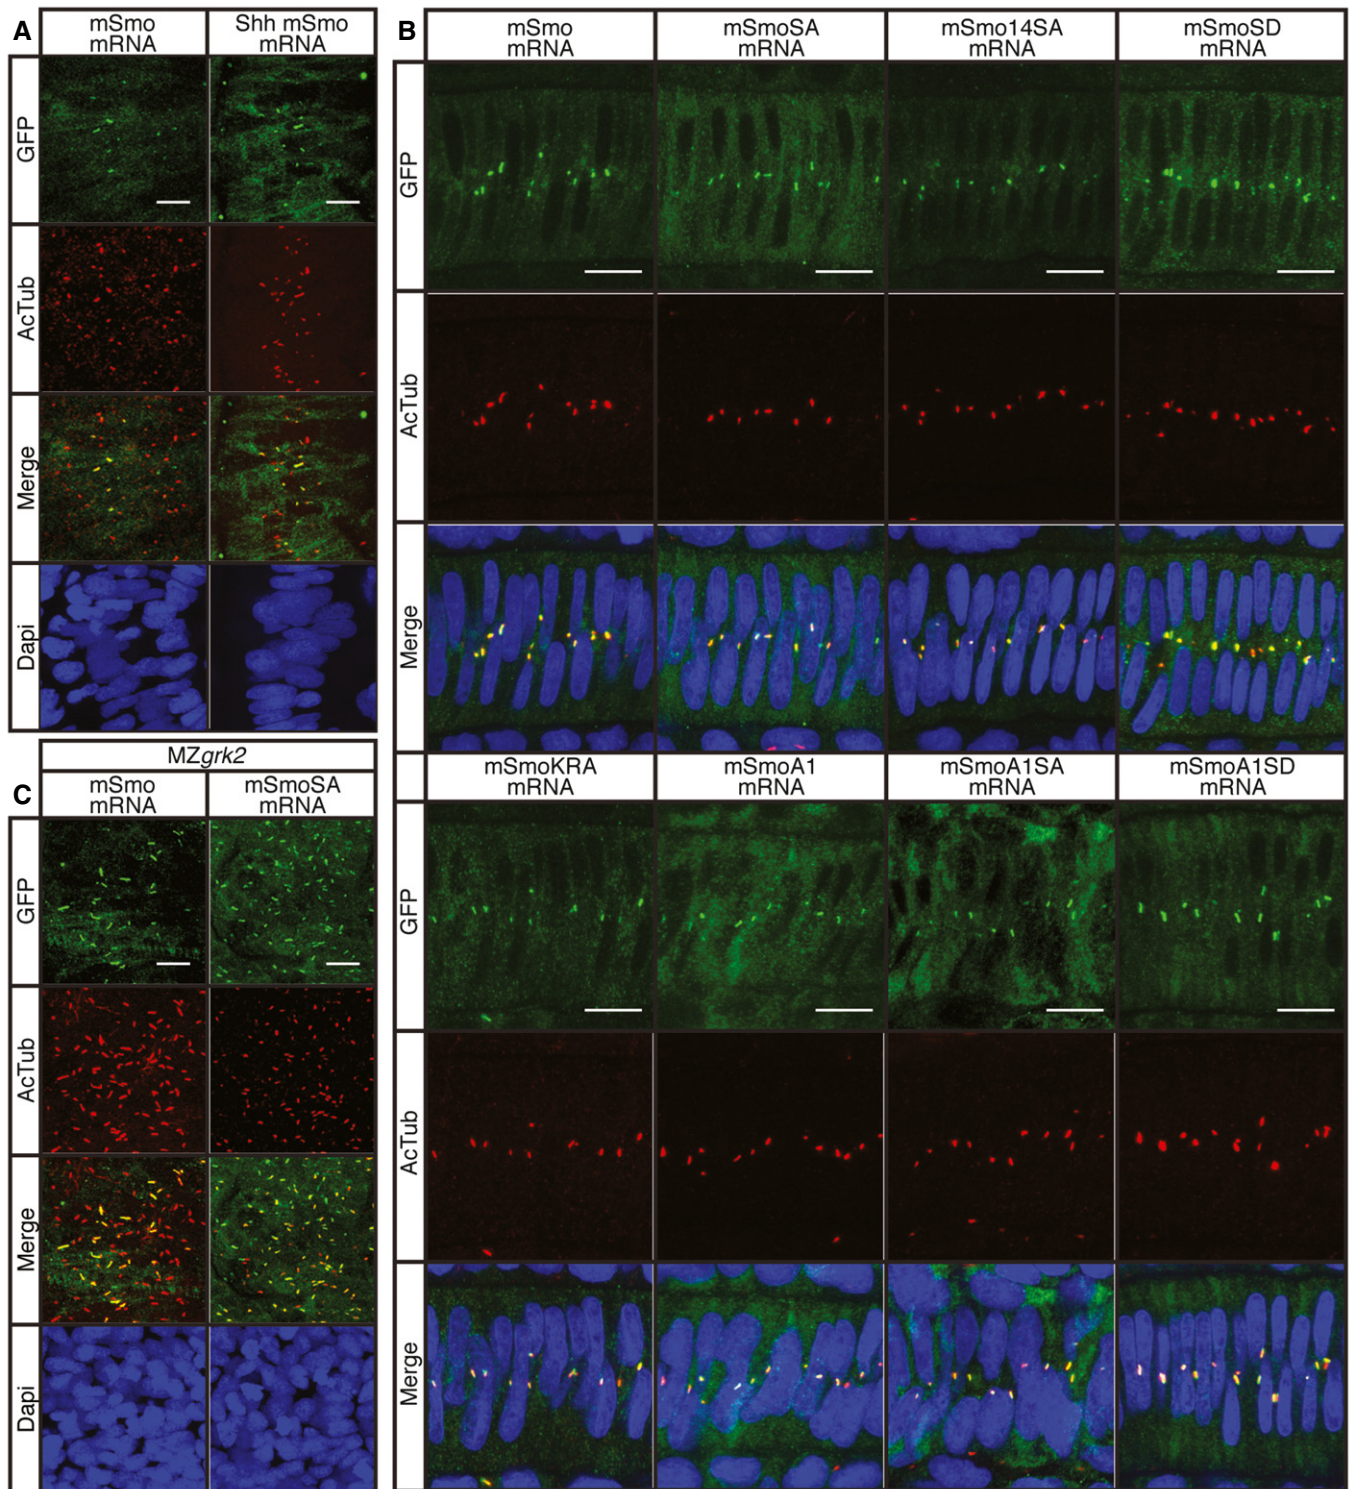 A
mSmo
mRNA
Shh mSmo
mRNA
GFP
AcTub
Merge
Dapi
B
mSmo
mRNA
mSmoSA
mRNA
mSmo14SA
mRNA
mSmoSD
mRNA
GFP
AcTub
Merge
mSmoKRA
mRNA
mSmoA1
mRNA
mSmoA1SA
mRNA
mSmoA1SD
mRNA
GFP
AcTub
Merge
C
MZgrk2
mSmo
mRNA
mSmoSA
mRNA
GFP
AcTub
Merge
Dapi